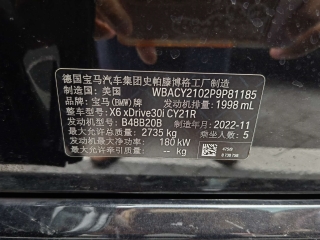 德国宝马汽车集团史帕滕博格工厂制造
制造国：美国 WBACY2102P9P81185
品牌：宝马(BMW)牌 发动机排量：1998 mL
整车型号：X6 xDrive30i CY21R
发动机型号：B48B20B 制造年月：2022-11
最大允许总质量：2735 kg 乘坐人数：5
发动机最大净功率：180 kW
最大允许牵引质量：-- kg